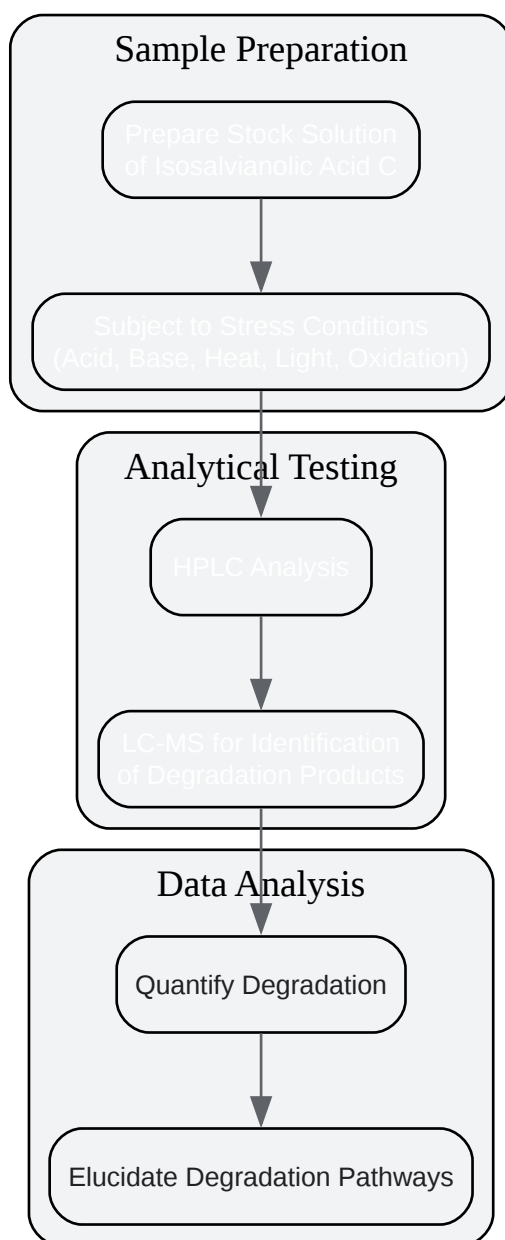 Sample Preparation
Prepare Stock Solution
of Isosalvianolic Acid C
Subject to Stress Conditions
(Acid, Base, Heat, Light, Oxidation)
Analytical Testing
HPLC Analysis
LC-MS for Identification
of Degradation Products
Data Analysis
Quantify Degradation
Elucidate Degradation Pathways